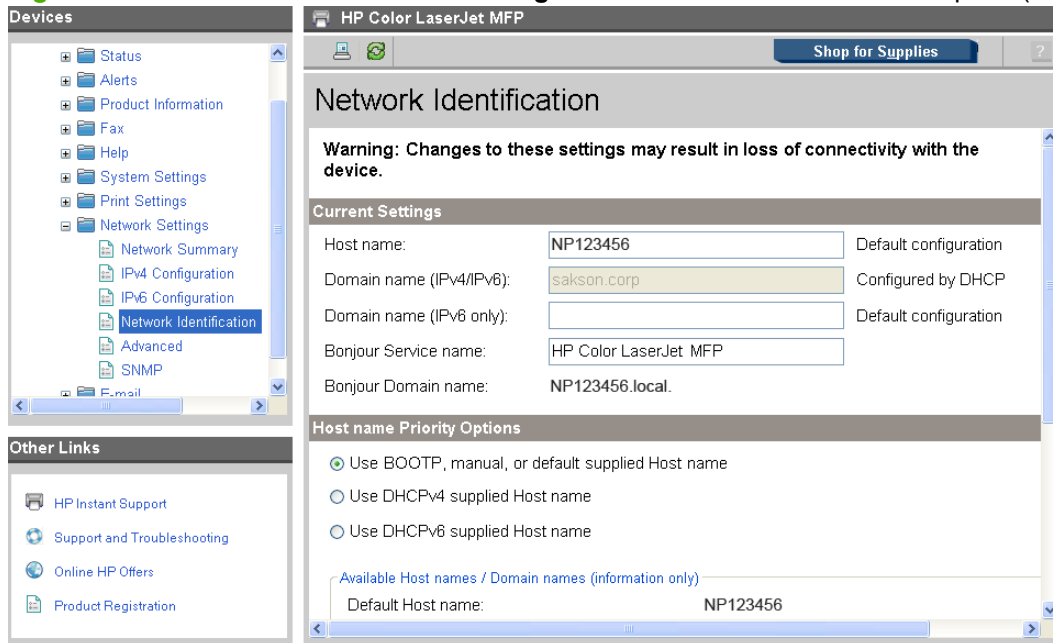 Devices
Status
Alerts
Product Information
Fax
Help
System Settings
Print Settings
Network Settings
Network Summary
IPv4 Configuration
IPv6 Configuration
Network Identification
Advanced
SNMP
E-mail
Other Links
HP Instant Support
Support and Troubleshooting
Online HP Offers
Product Registration
HP Color LaserJet MFP
Shop for Supplies ?
Network Identification
Warning: Changes to these settings may result in loss of connectivity with the
device.
Current Settings
Host name: NP123456 Default configuration
Domain name (IPv4/IPv6): sakson.corp Configured by DHCP
Domain name (IPv6 only): Default configuration
Bonjour Service name: HP Color LaserJet MFP
Bonjour Domain name: NP123456.local.
Host name Priority Options
Use BOOTP, manual, or default supplied Host name
Use DHCPv4 supplied Host name
Use DHCPv6 supplied Host name
Available Host names / Domain names (information only)
Default Host name: NP123456